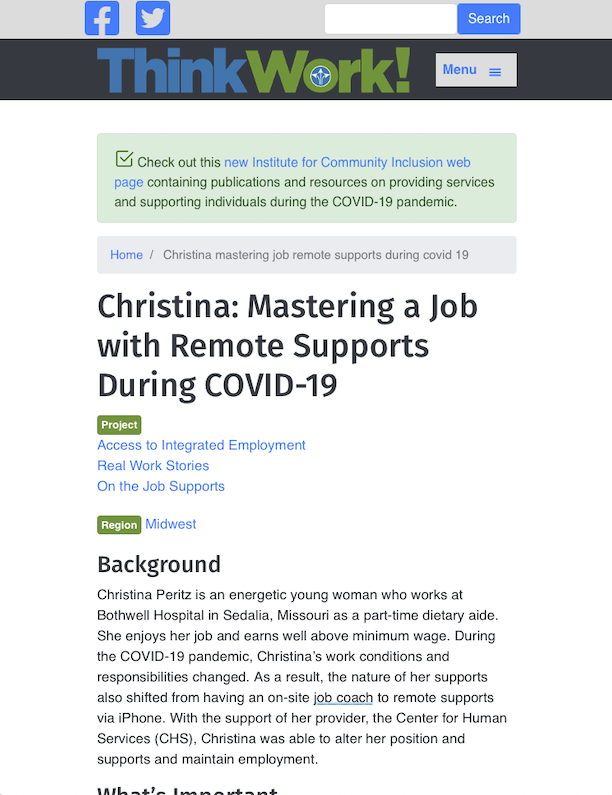 Search
ThinkWork!
Menu
Check out this new Institute for Community Inclusion web
page containing publications and resources on providing services
and supporting individuals during the COVID-19 pandemic.
Home / Christina mastering job remote supports during covid 19
Christina: Mastering a Job
with Remote Supports
During COVID-19
Project
Access to Integrated Employment
Real Work Stories
On the Job Supports
Region Midwest
Background
Christina Peritz is an energetic young woman who works at
Bothwell Hospital in Sedalia, Missouri as a part-time dietary aide.
She enjoys her job and earns well above minimum wage. During
the COVID-19 pandemic, Christina’s work conditions and
responsibilities changed. As a result, the nature of her supports
also shifted from having an on-site job coach to remote supports
via iPhone. With the support of her provider, the Center for Human
Services (CHS), Christina was able to alter her position and
supports and maintain employment.
What’s Important